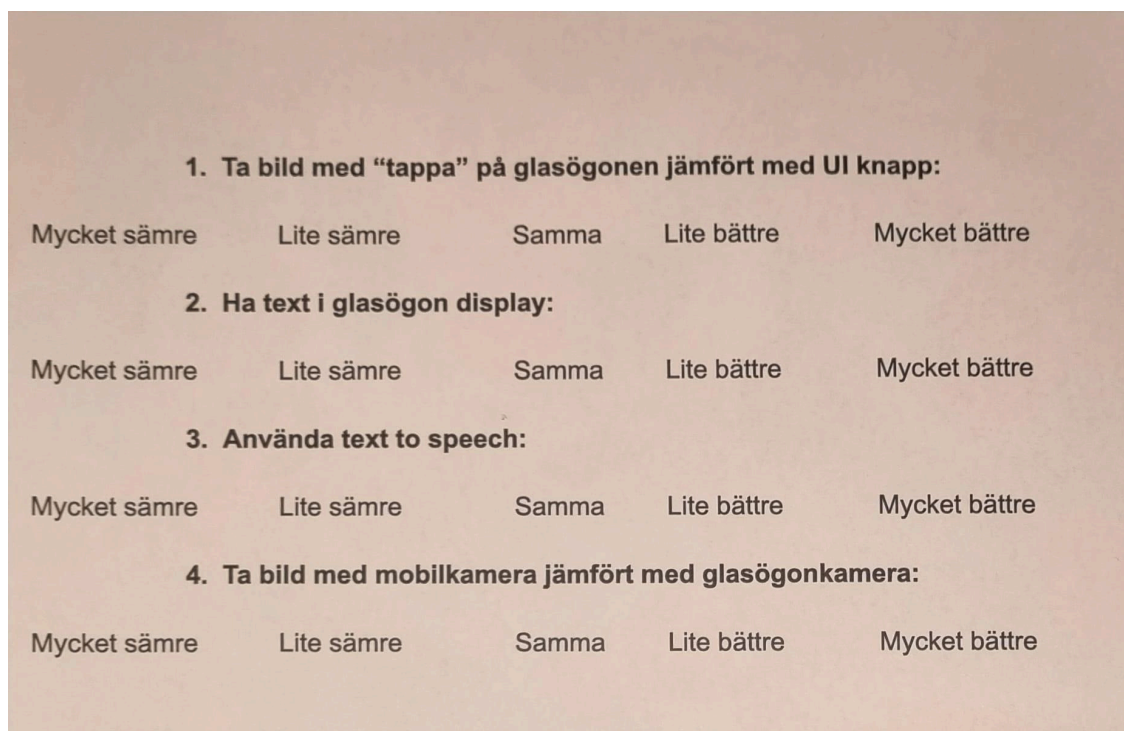 1. Ta bild med “tappa” på glasögonen jämfört med UI knapp:
Mycket sämre Lite sämre Samma Lite bättre Mycket bättre
2. Ha text i glasögon display:
Mycket sämre Lite sämre Samma Lite bättre Mycket bättre
3. Använda text to speech:
Mycket sämre Lite sämre Samma Lite bättre Mycket bättre
4. Ta bild med mobilkamera jämfört med glasögonkamera:
Mycket sämre Lite sämre Samma Lite bättre Mycket bättre